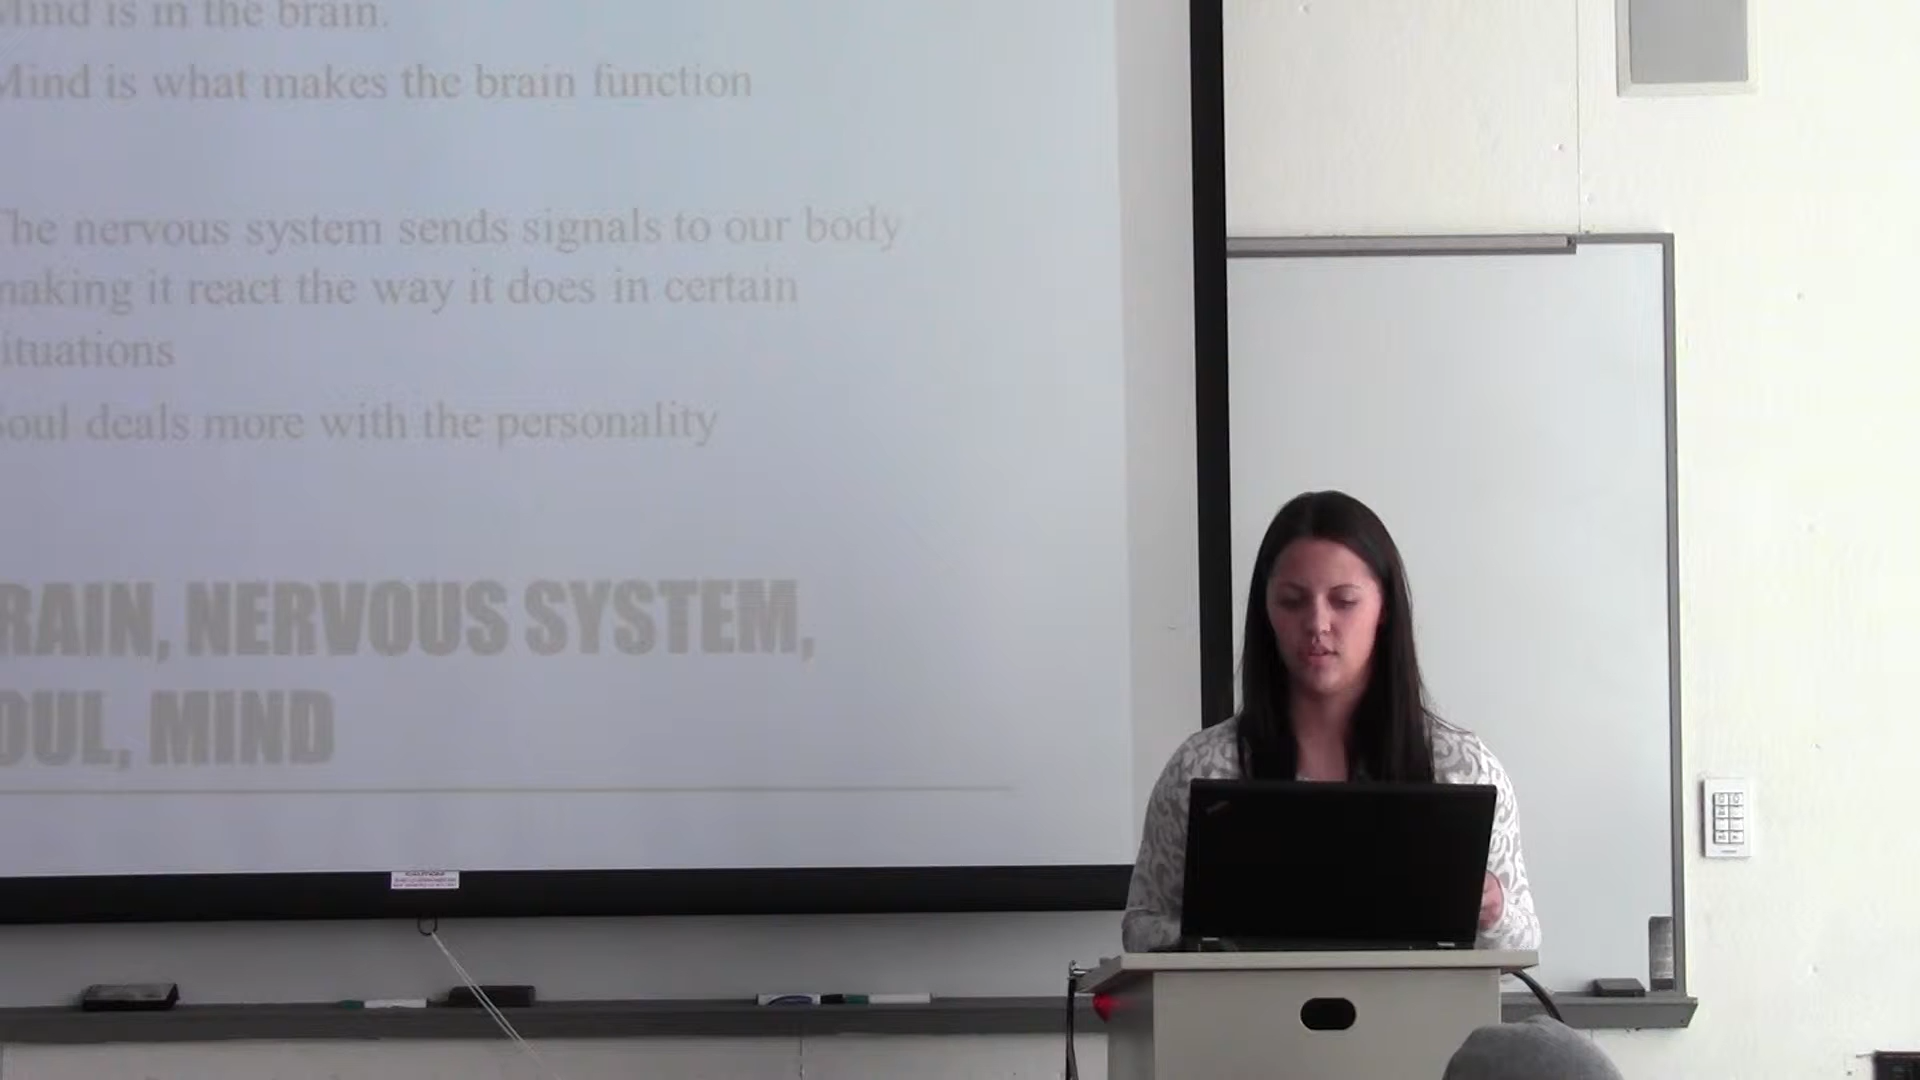 Mind is in the brain.
Mind is what makes the brain function
The nervous system sends signals to our body
making it react the way it does in certain
ituations
Soul deals more with the personality
RAIN, NERVOUS SYSTEM,
OUL, MIND
CAUTION